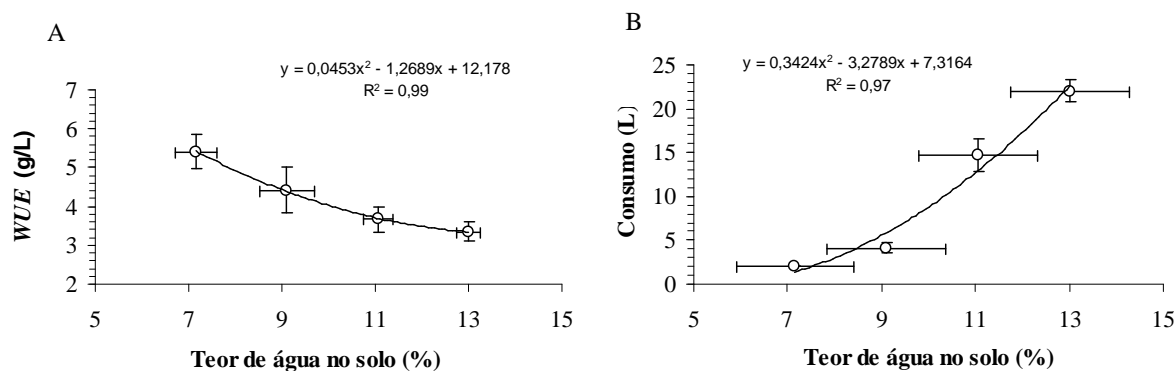 A
y = 0,0453x² - 1,2689x + 12,178
R² = 0,99
7
6
5
4
3
2
WUE (g/L)
5 7 9 11 13 15
Teor de água no solo (%)
B
y = 0,3424x² - 3,2789x + 7,3164
R² = 0,97
25
20
15
10
5
0
Consumo (L)
5 7 9 11 13 15
Teor de água no solo (%)